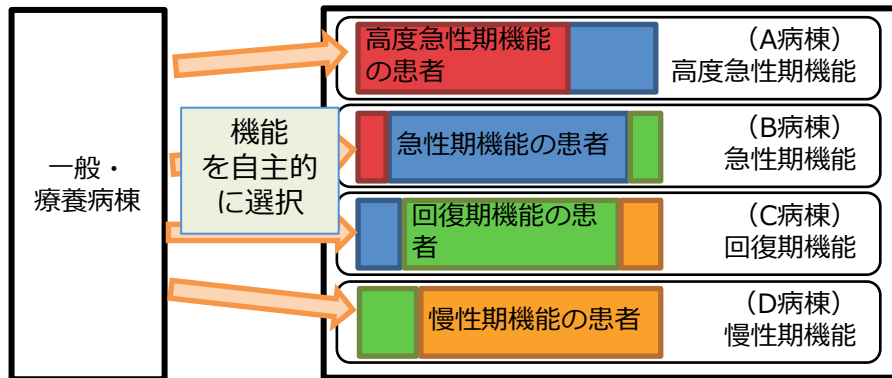 一般・
療養病棟
機能
を自主的
に選択
高度急性期機能
の患者
（A病棟）
高度急性期機能
急性期機能の患者
（B病棟）
急性期機能
回復期機能の患
者
（C病棟）
回復期機能
慢性期機能の患者
（D病棟）
慢性期機能